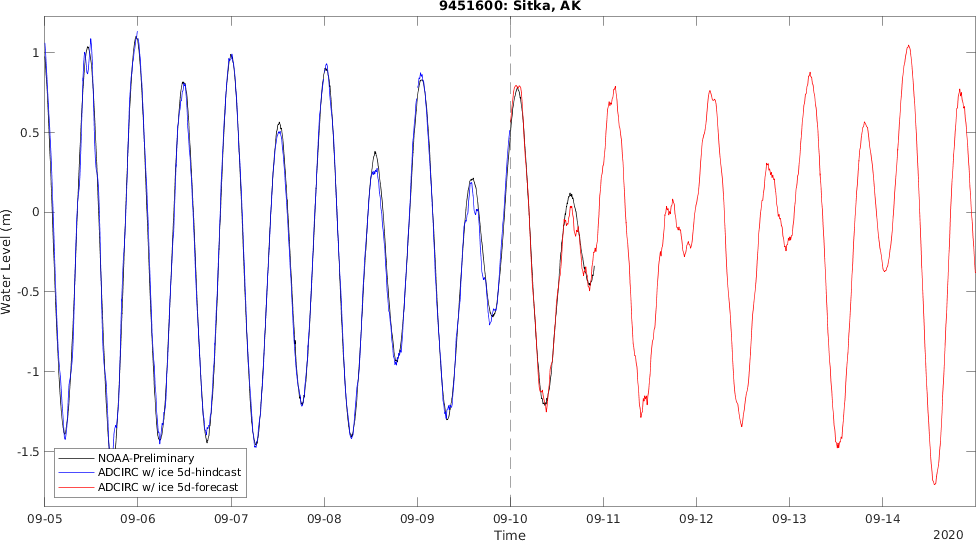 9451600: Sitka, AK
Water Level (m)
1
0.5
0
-0.5
-1
-1.5
NOAA-Preliminary
ADCIRC w/ ice 5d-hindcast
ADCIRC w/ ice 5d-forecast
09-05 09-06 09-07 09-08 09-09 09-10 09-11 09-12 09-13 09-14
Time
2020